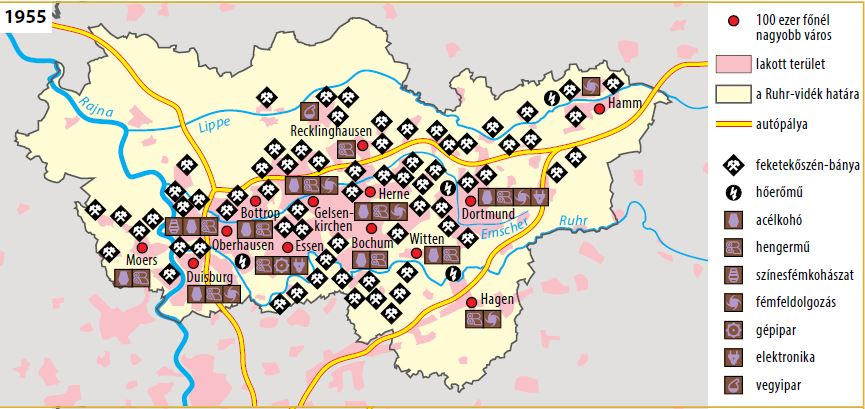 1955
Rajna
Lippe
Recklinghausen
Hamm
Bottrop
Gelsen-
kirchen
Herne
Dortmund
Oberhausen
Essen
Bochum
Witten
Emscher
Ruhr
Moers
Duisburg
Hagen
100 ezer főnél
nagyobb város
lakott terület
a Ruhr-vidék határa
autópálya
feketekőszén-bánya
hőerőmű
acélkohó
hengermű
színesfémkohászat
fémfeldolgozás
gépipar
elektronika
vegyipar